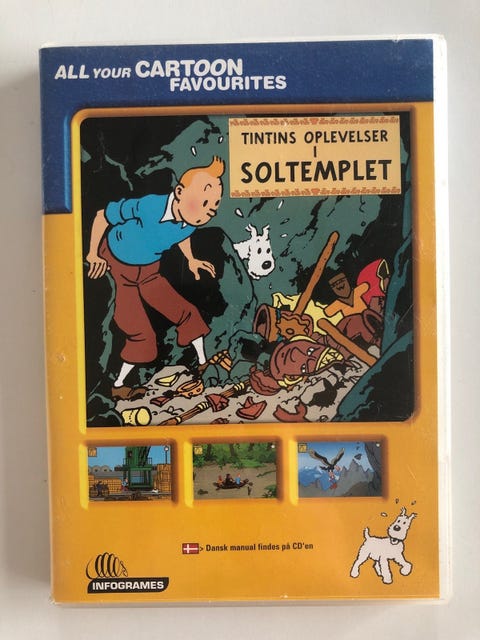 ALL YOUR CARTOON
FAVOURITES
TINTINS OPLEVELSER
I
SOLTEMPLET
Dansk manual findes på CD'en
INFOGRAMES